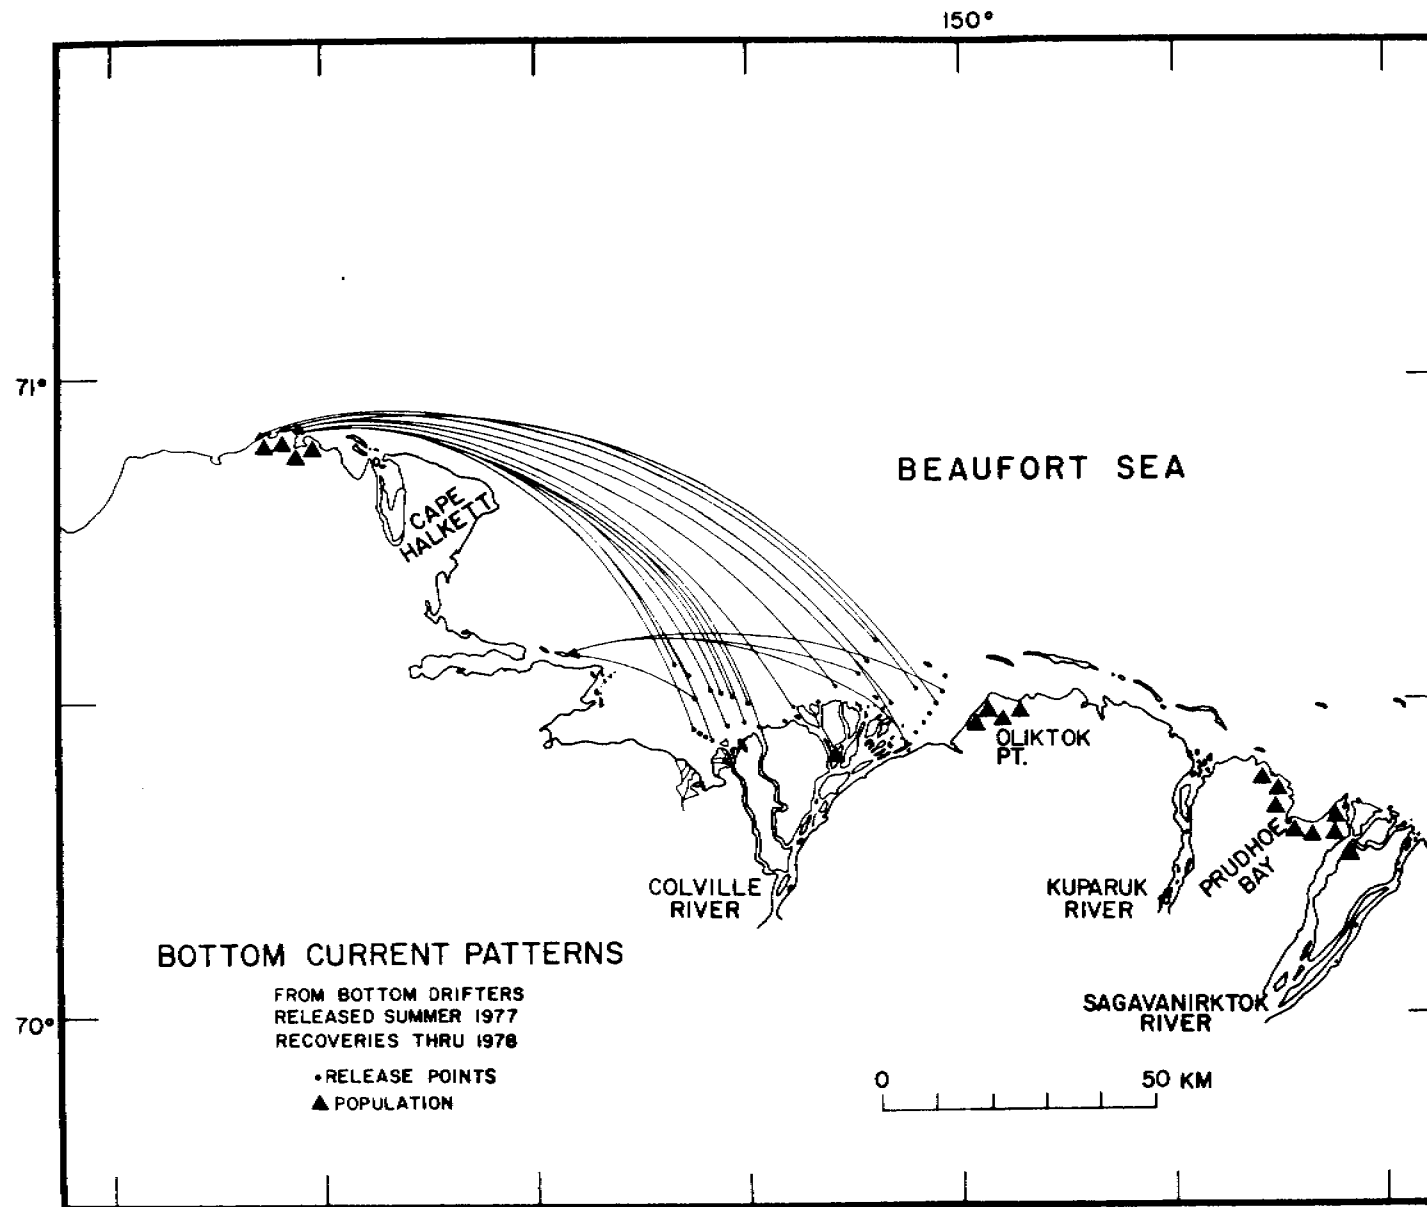 150°
71°
BEAUFORT SEA
CAPE
HALKETT
OLIKTOK
PT.
COLVILLE
RIVER
KUPARUK
RIVER
PRUDHOE
BAY
SAGAVANIRKTOK
RIVER
BOTTOM CURRENT PATTERNS
FROM BOTTOM DRIFTERS
RELEASED SUMMER 1977
RECOVERIES THRU 1978
70°
•RELEASE POINTS
▲POPULATION
0 50 KM